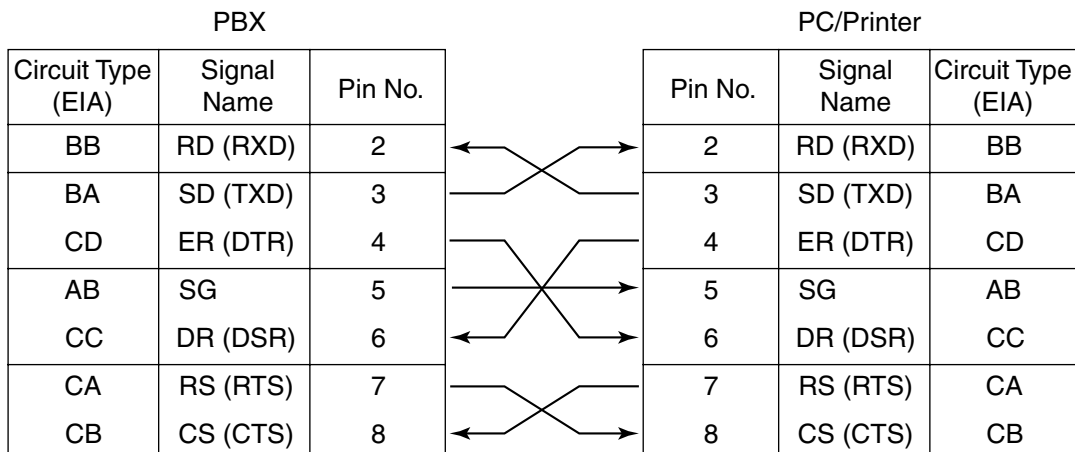 PBX PC/Printer
Circuit Type (EIA) Signal Name Pin No. Pin No. Signal Name Circuit Type (EIA)
BB RD (RXD) 2 2 RD (RXD) BB
BA SD (TXD) 3 3 SD (TXD) BA
CD ER (DTR) 4 4 ER (DTR) CD
AB SG 5 5 SG AB
CC DR (DSR) 6 6 DR (DSR) CC
CA RS (RTS) 7 7 RS (RTS) CA
CB CS (CTS) 8 8 CS (CTS) CB